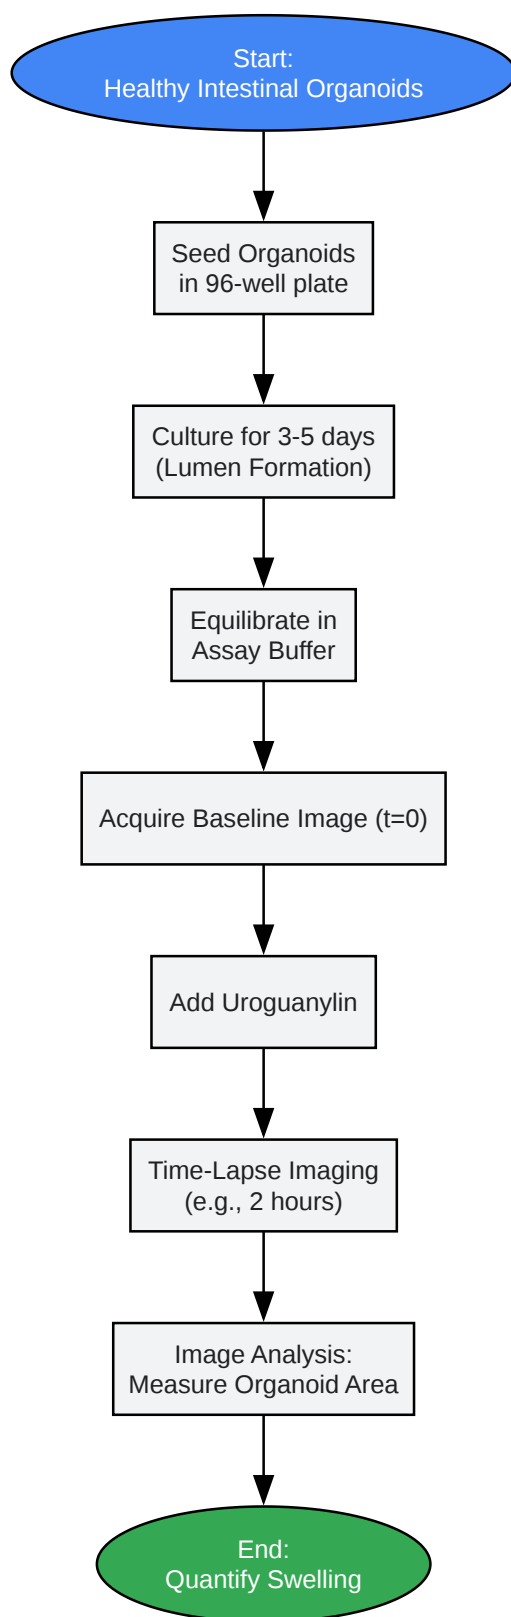 Start:
Healthy Intestinal Organoids
Seed Organoids
in 96-well plate
Culture for 3-5 days
(Lumen Formation)
Equilibrate in
Assay Buffer
Acquire Baseline Image (t=0)
Add Uroguanylin
Time-Lapse Imaging
(e.g., 2 hours)
Image Analysis:
Measure Organoid Area
End:
Quantify Swelling